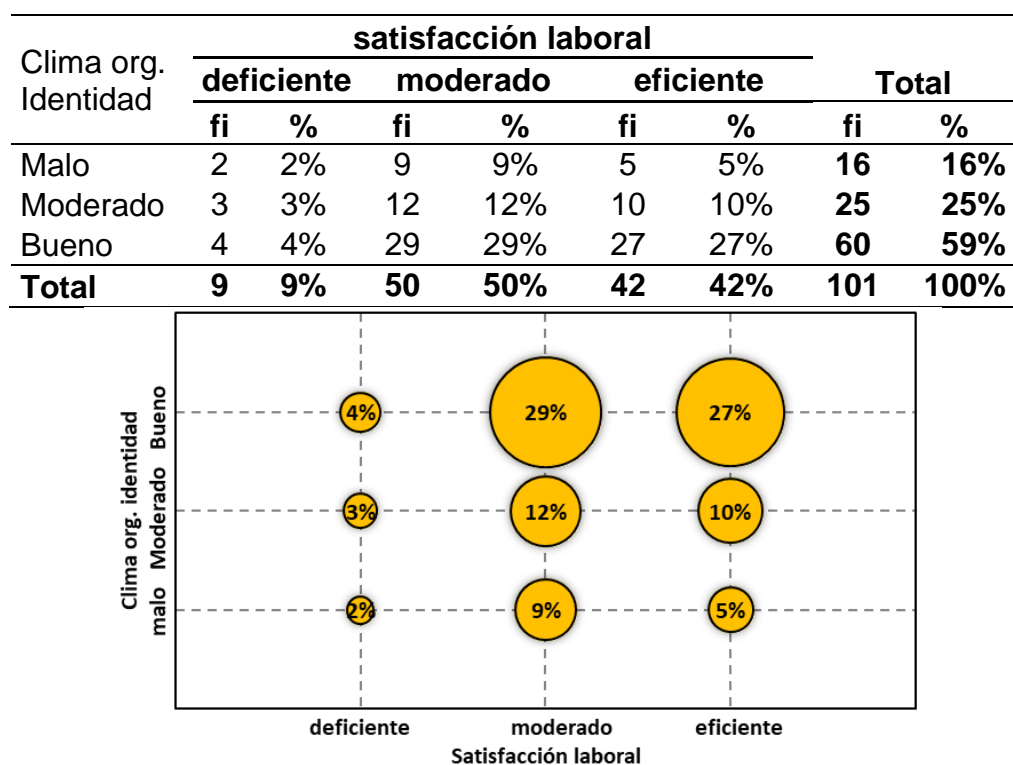 satisfacción laboral
Clima org. Identidad
deficiente moderado eficiente Total
fi % fi % fi % fi %
Malo 2 2% 9 9% 5 5% 16 16%
Moderado 3 3% 12 12% 10 10% 25 25%
Bueno 4 4% 29 29% 27 27% 60 59%
Total 9 9% 50 50% 42 42% 101 100%
Clima org. identidad
Bueno
4% 29% 27%
Moderado
3% 12% 10%
malo
2% 9% 5%
deficiente moderado eficiente
Satisfacción laboral